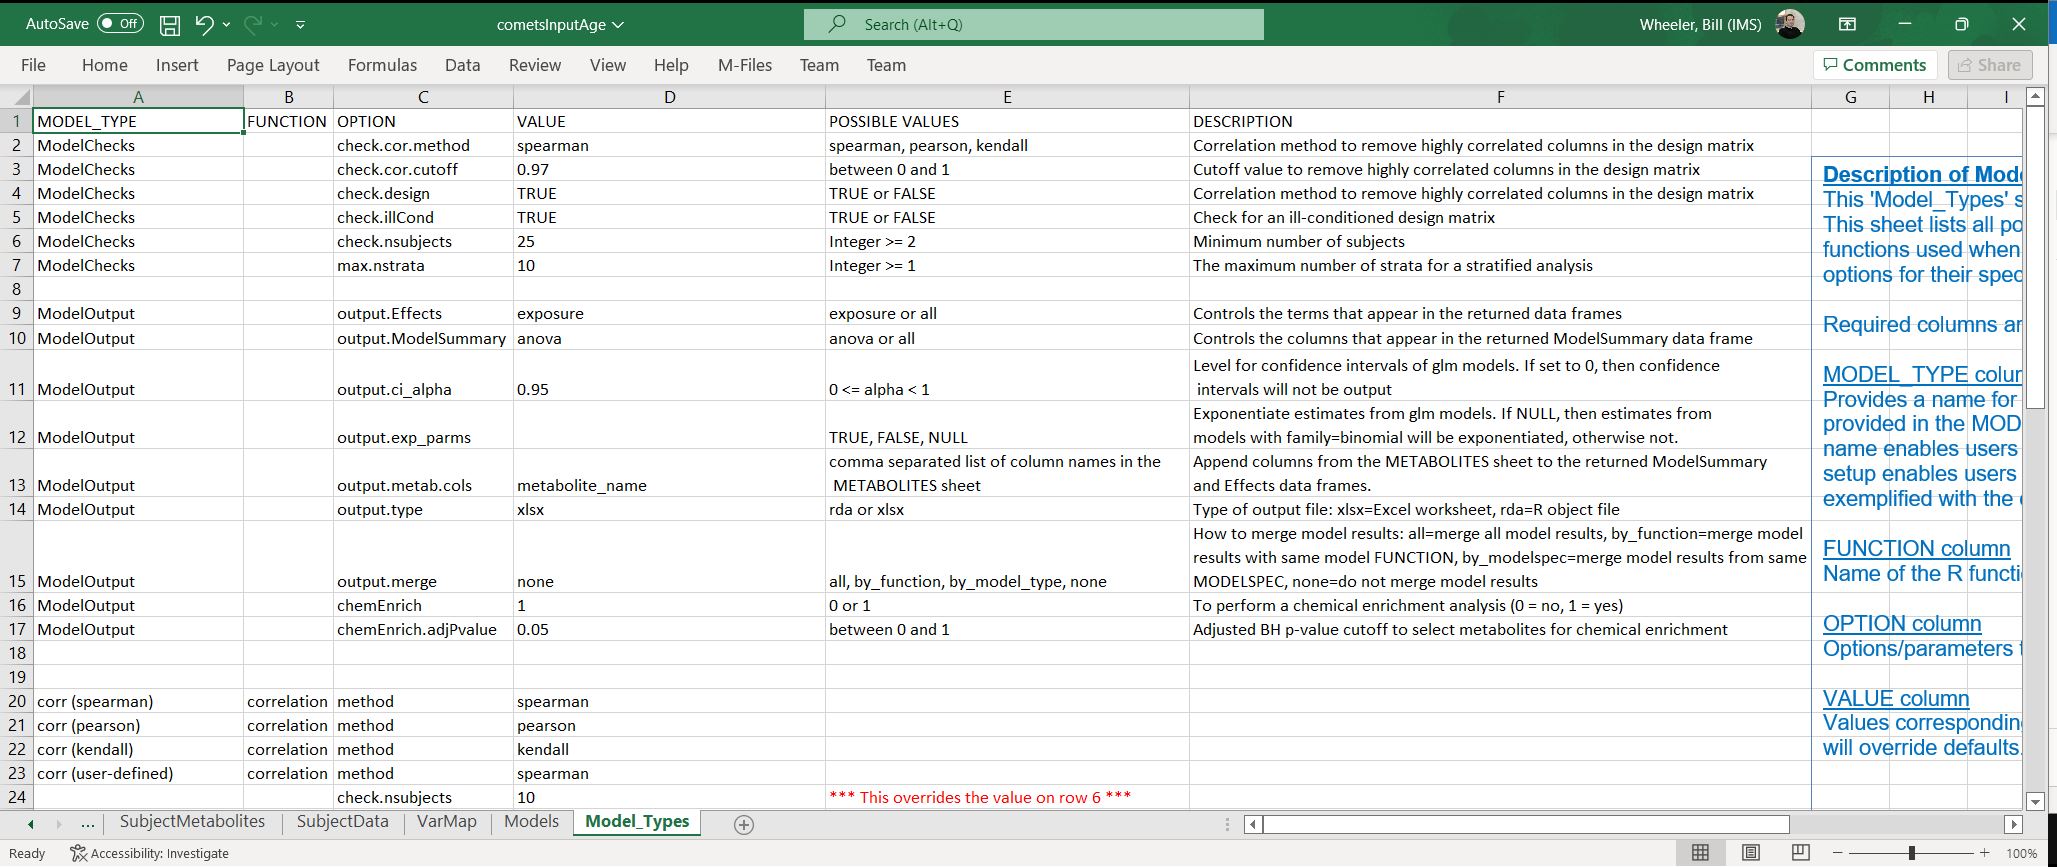 AutoSave Off cometsInputAge Search (Alt+Q) Wheeler, Bill (IMS)
File Home Insert Page Layout Formulas Data Review View Help M-Files Team Team Comments Share
A B C D E F G H I
1 MODEL_TYPE FUNCTION OPTION VALUE POSSIBLE VALUES DESCRIPTION
2 ModelChecks check.cor.method spearman spearman, pearson, kendall Correlation method to remove highly correlated columns in the design matrix
3 ModelChecks check.cor.cutoff 0.97 between 0 and 1 Cutoff value to remove highly correlated columns in the design matrix
4 ModelChecks check.design TRUE TRUE or FALSE Correlation method to remove highly correlated columns in the design matrix
5 ModelChecks check.illCond TRUE TRUE or FALSE Check for an ill-conditioned design matrix
6 ModelChecks check.nsubjects 25 Integer >= 2 Minimum number of subjects
7 ModelChecks max.nstrata 10 Integer >= 1 The maximum number of strata for a stratified analysis
8
9 ModelOutput output.Effects exposure exposure or all Controls the terms that appear in the returned data frames
10 ModelOutput output.ModelSummary anova anova or all Controls the columns that appear in the returned ModelSummary data frame
Level for confidence intervals of glm models. If set to 0, then confidence
11 ModelOutput output.ci_alpha 0.95 0 <= alpha < 1 intervals will not be output
Exponentiate estimates from glm models. If NULL, then estimates from
12 ModelOutput output.exp_parms TRUE, FALSE, NULL models with family=binomial will be exponentiated, otherwise not.
comma separated list of column names in the Append columns from the METABOLITES sheet to the returned ModelSummary
13 ModelOutput output.metab.cols metabolite_name METABOLITES sheet and Effects data frames.
14 ModelOutput output.type xlsx rda or xlsx Type of output file: xlsx=Excel worksheet, rda=R object file
How to merge model results: all=merge all model results, by_function=merge model
results with same model FUNCTION, by_modelspec=merge model results from same
15 ModelOutput output.merge none all, by_function, by_model_type, none MODELSPEC, none=do not merge model results
16 ModelOutput chemEnrich 1 0 or 1 To perform a chemical enrichment analysis (0 = no, 1 = yes)
17 ModelOutput chemEnrich.adjPvalue 0.05 between 0 and 1 Adjusted BH p-value cutoff to select metabolites for chemical enrichment
18
19
20 corr (spearman) correlation method spearman
21 corr (pearson) correlation method pearson
22 corr (kendall) correlation method kendall
23 corr (user-defined) correlation method spearman
24 check.nsubjects 10 *** This overrides the value on row 6 ***
Description of Mode
This 'Model_Types' s
This sheet lists all po
functions used when
options for their spec
Required columns ar
MODEL_TYPE colum
Provides a name for
provided in the MOD
name enables users
setup enables users
exemplified with the
FUNCTION column
Name of the R functi
OPTION column
Options/parameters t
VALUE column
Values correspondin
will override defaults.
... SubjectMetabolites SubjectData VarMap Models Model_Types
Ready Accessibility: Investigate 100%